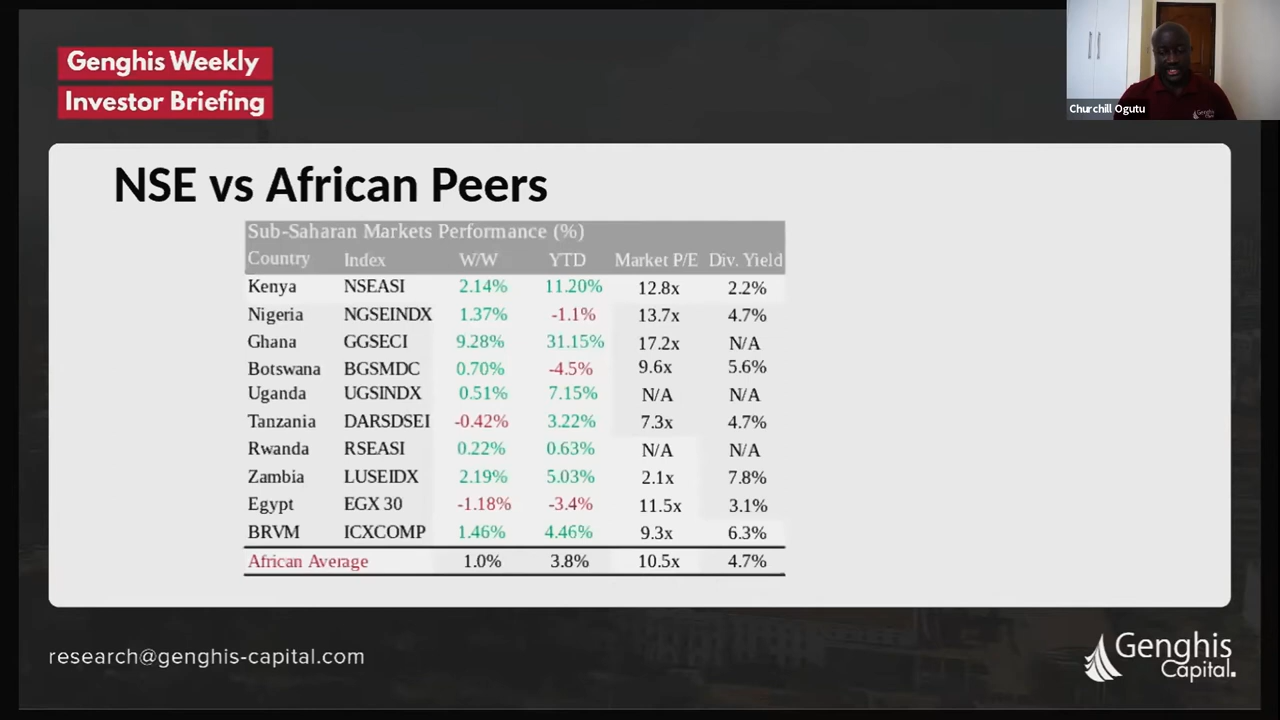 Genghis Weekly
Investor Briefing
Churchill Ogutu
NSE vs African Peers
Sub-Saharan Markets Performance (%)
Country Index W/W YTD Market P/E Div. Yield
Kenya NSEASI 2.14% 11.20% 12.8x 2.2%
Nigeria NGSEINDX 1.37% -1.1% 13.7x 4.7%
Ghana GGSECI 9.28% 31.15% 17.2x N/A
Botswana BGSMDC 0.70% -4.5% 9.6x 5.6%
Uganda UGSINDX 0.51% 7.15% N/A N/A
Tanzania DARSDSEI -0.42% 3.22% 7.3x 4.7%
Rwanda RSEASI 0.22% 0.63% N/A N/A
Zambia LUSEIDX 2.19% 5.03% 2.1x 7.8%
Egypt EGX 30 -1.18% -3.4% 11.5x 3.1%
BRVM ICXCOMP 1.46% 4.46% 9.3x 6.3%
African Average 1.0% 3.8% 10.5x 4.7%
research@genghis-capital.com
Genghis
Capital.